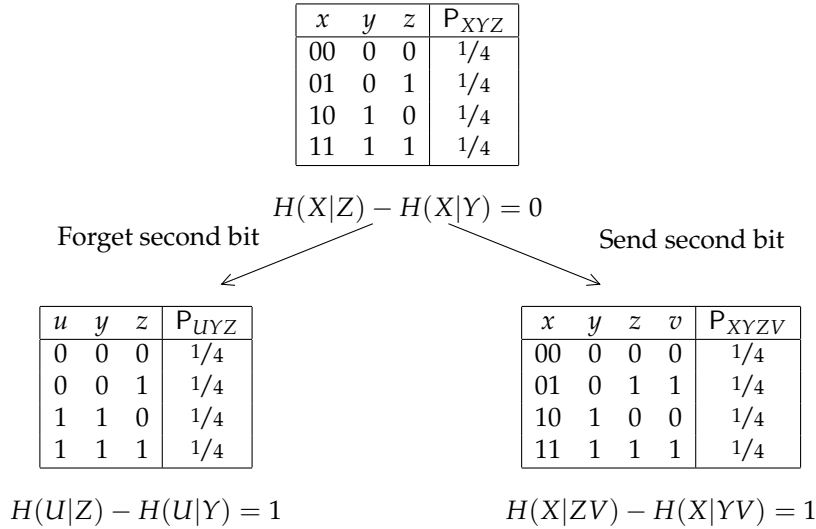 x y z P_XYZ
00 0 0 1/4
01 0 1 1/4
10 1 0 1/4
11 1 1 1/4
H(X|Z) − H(X|Y) = 0
Forget second bit
Send second bit
u y z P_UYZ
0 0 0 1/4
0 0 1 1/4
1 1 0 1/4
1 1 1 1/4
H(U|Z) − H(U|Y) = 1
x y z v P_XYZV
00 0 0 0 1/4
01 0 1 1 1/4
10 1 0 0 1/4
11 1 1 1 1/4
H(X|ZV) − H(X|YV) = 1